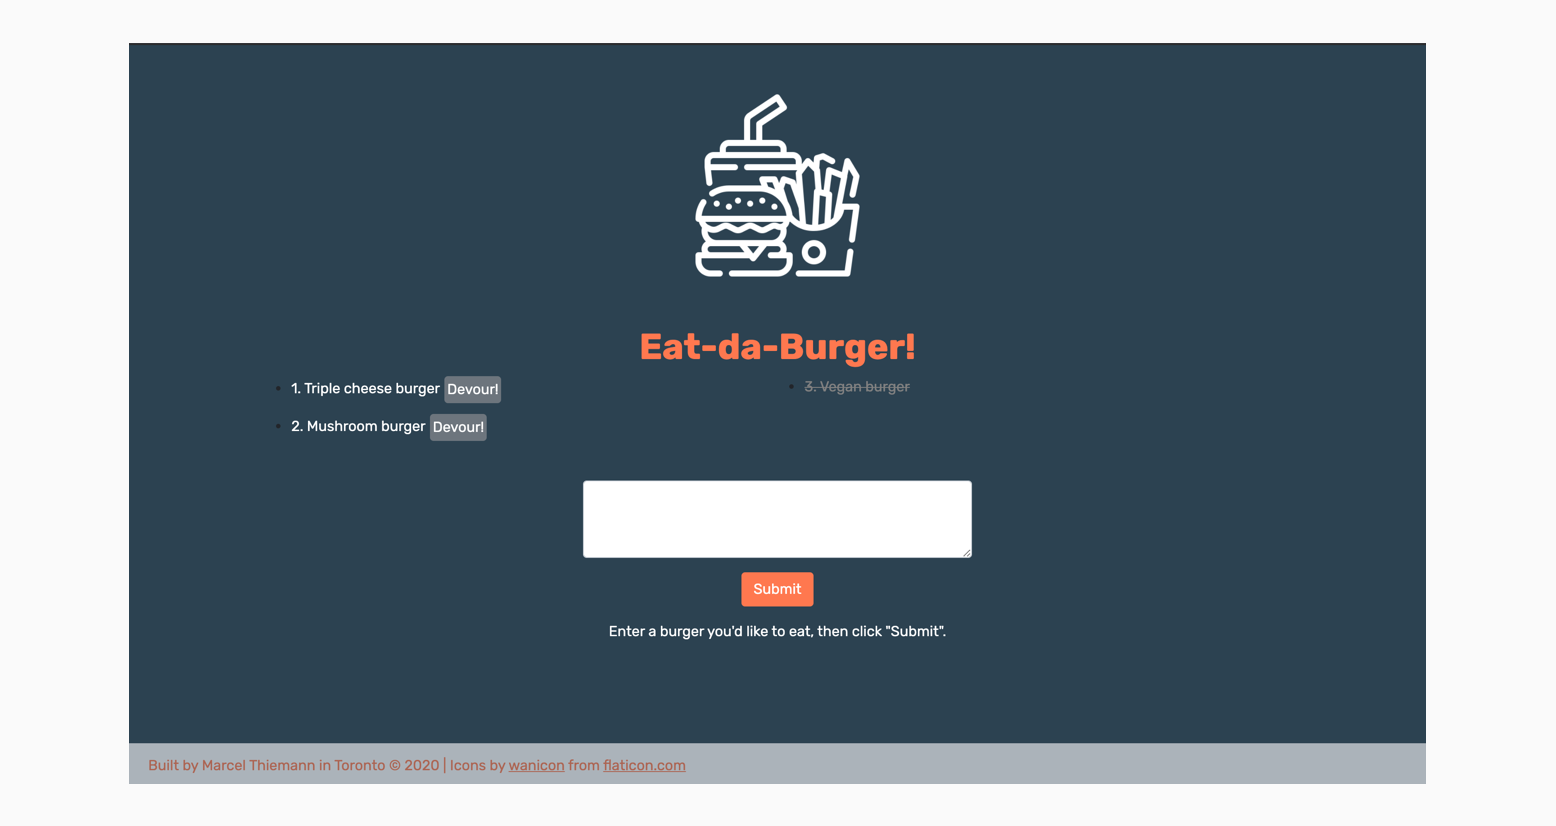 Eat-da-Burger!
1. Triple cheese burger Devour!
2. Mushroom burger Devour!
3. Vegan burger
Submit
Enter a burger you'd like to eat, then click "Submit".
Built by Marcel Thiemann in Toronto © 2020 | Icons by wanicon from flaticon.com